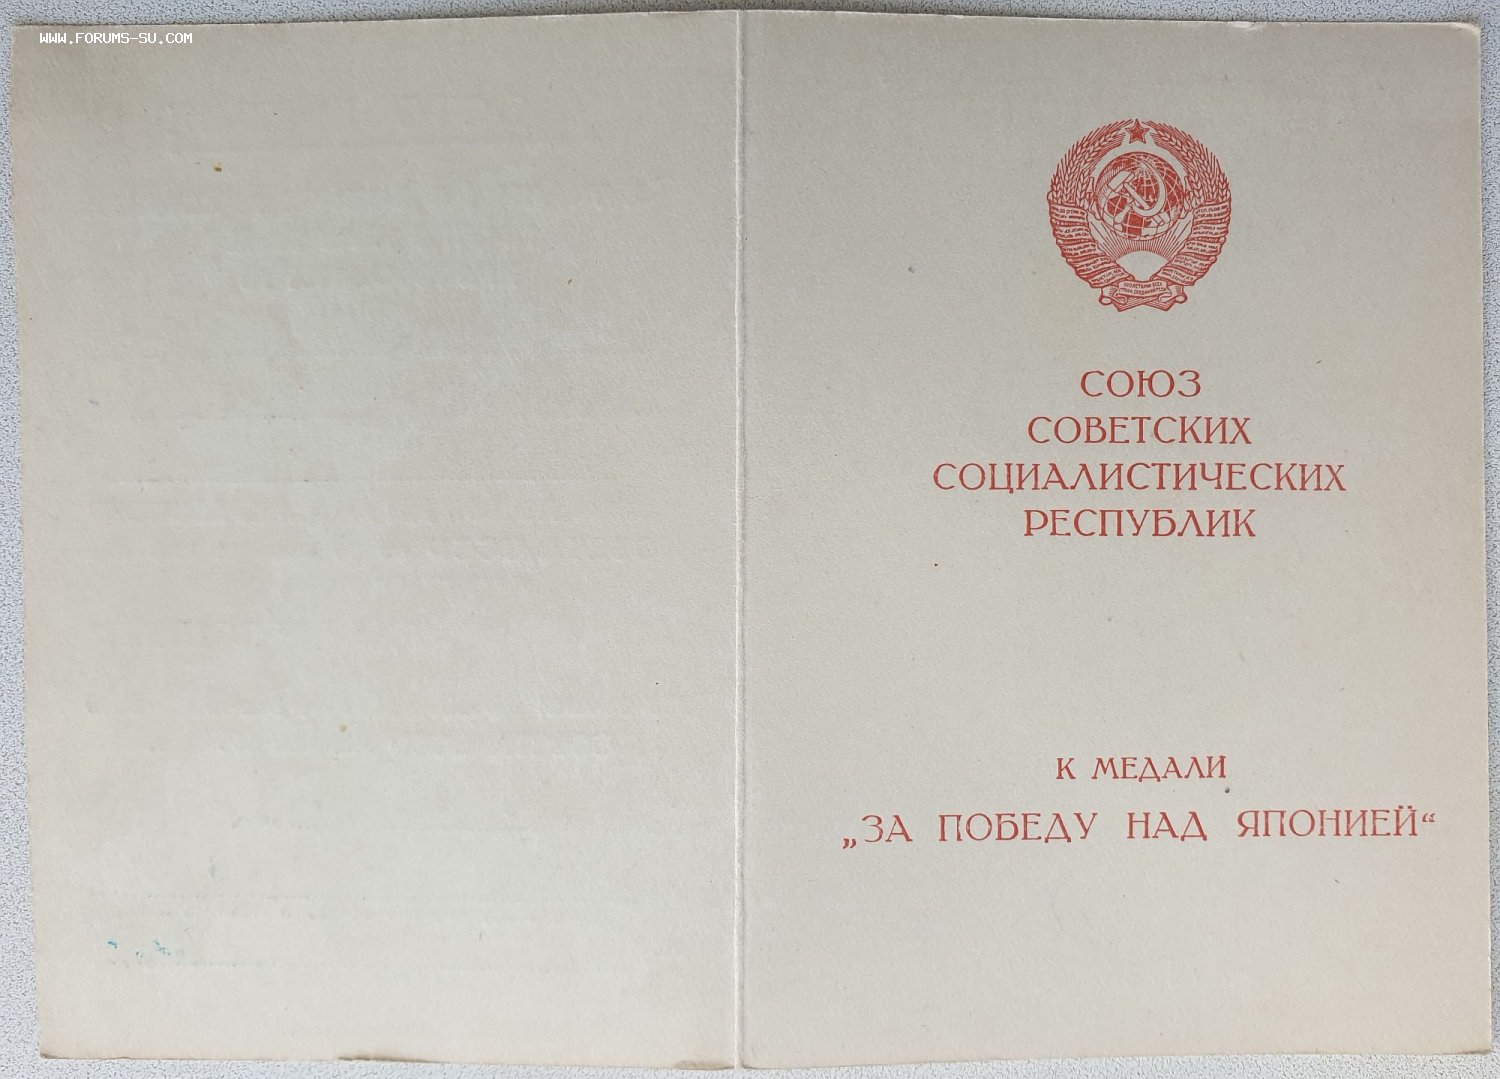 WWW.FORUMS-SU.COM
СОЮЗ
СОВЕТСКИХ
СОЦИАЛИСТИЧЕСКИХ
РЕСПУБЛИК
К МЕДАЛИ
„ЗА ПОБЕДУ НАД ЯПОНИЕЙ“